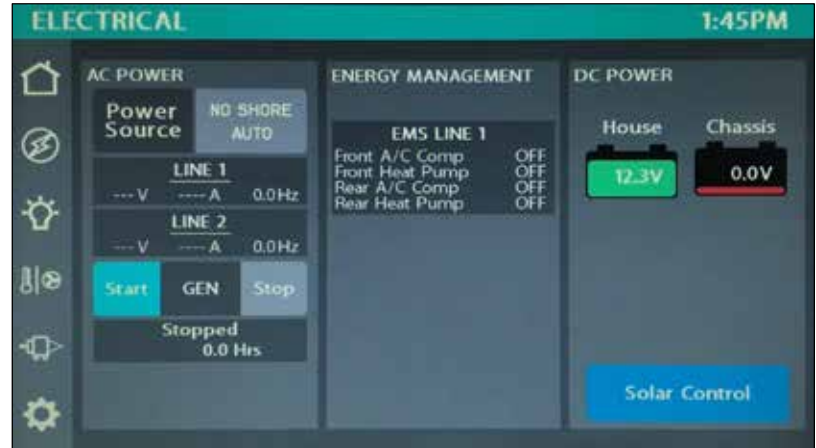 ELECTRICAL 1:45PM
AC POWER
Power Source
NO SHORE
AUTO
LINE 1
--- V ---- A 0.0Hz
LINE 2
--- V ---- A 0.0Hz
Start GEN Stop
Stopped
0.0 Hrs
ENERGY MANAGEMENT
EMS LINE 1
Front A/C Comp OFF
Front Heat Pump OFF
Rear A/C Comp OFF
Rear Heat Pump OFF
DC POWER
House Chassis
12.3V 0.0V
Solar Control